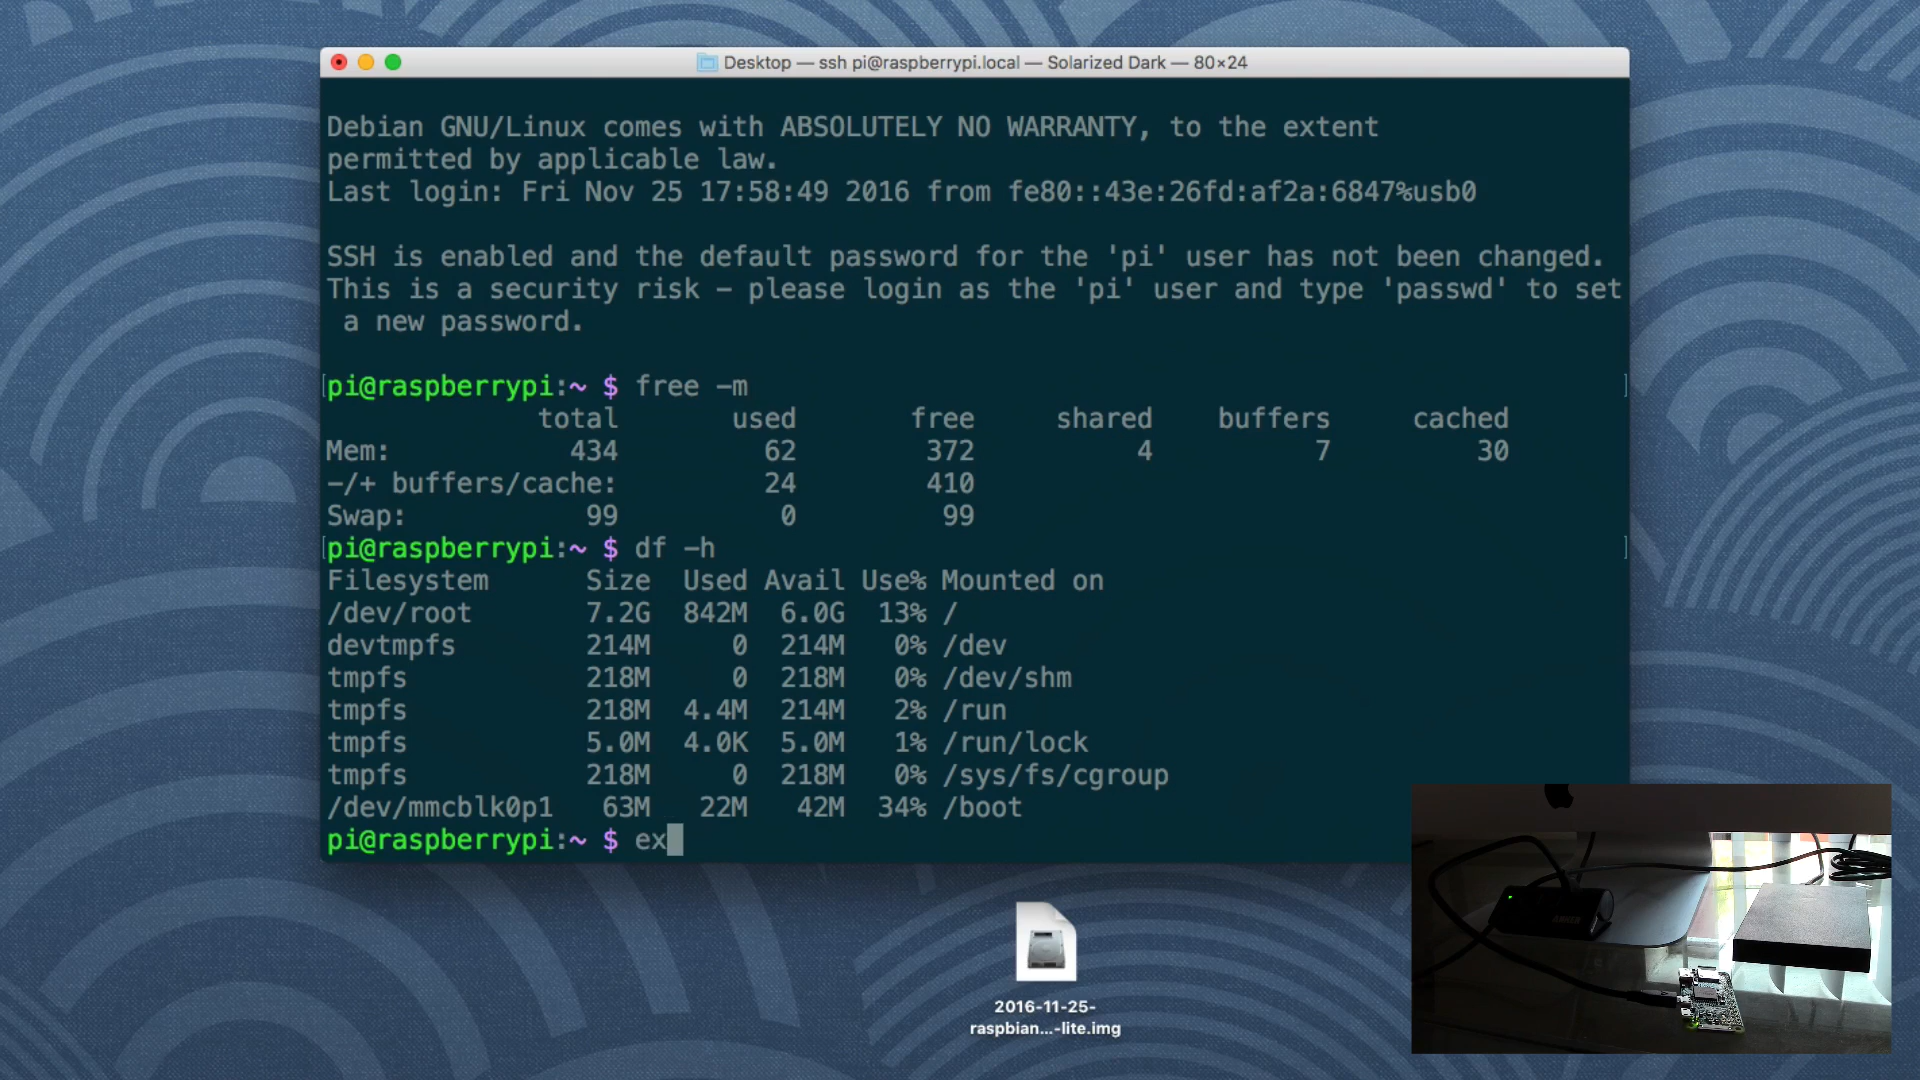 Desktop — ssh pi@raspberrypi.local — Solarized Dark — 80×24
Debian GNU/Linux comes with ABSOLUTELY NO WARRANTY, to the extent
permitted by applicable law.
Last login: Fri Nov 25 17:58:49 2016 from fe80::43e:26fd:af2a:6847%usb0
SSH is enabled and the default password for the 'pi' user has not been changed.
This is a security risk - please login as the 'pi' user and type 'passwd' to set
 a new password.
[pi@raspberrypi:~ $ free -m ]
total used free shared buffers cached
Mem: 434 62 372 4 7 30
-/+ buffers/cache: 24 410
Swap: 99 0 99
[pi@raspberrypi:~ $ df -h ]
Filesystem Size Used Avail Use% Mounted on
/dev/root 7.2G 842M 6.0G 13% /
devtmpfs 214M 0 214M 0% /dev
tmpfs 218M 0 218M 0% /dev/shm
tmpfs 218M 4.4M 214M 2% /run
tmpfs 5.0M 4.0K 5.0M 1% /run/lock
tmpfs 218M 0 218M 0% /sys/fs/cgroup
/dev/mmcblk0p1 63M 22M 42M 34% /boot
pi@raspberrypi:~ $ ex
ANKER
2016-11-25-
raspbian...-lite.img